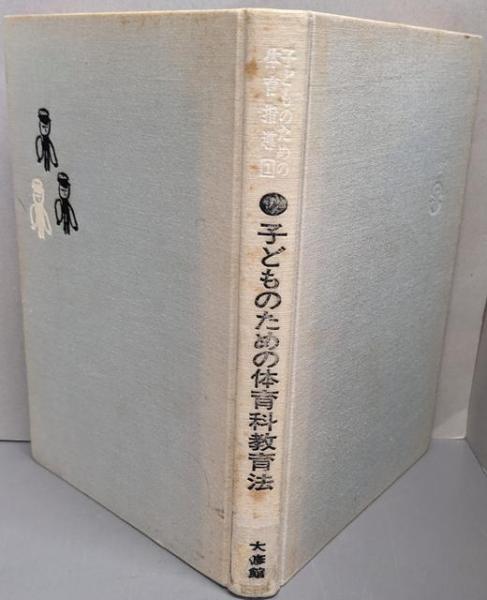 子どものための
体育指導 1
子どものための体育科教育法
大修館